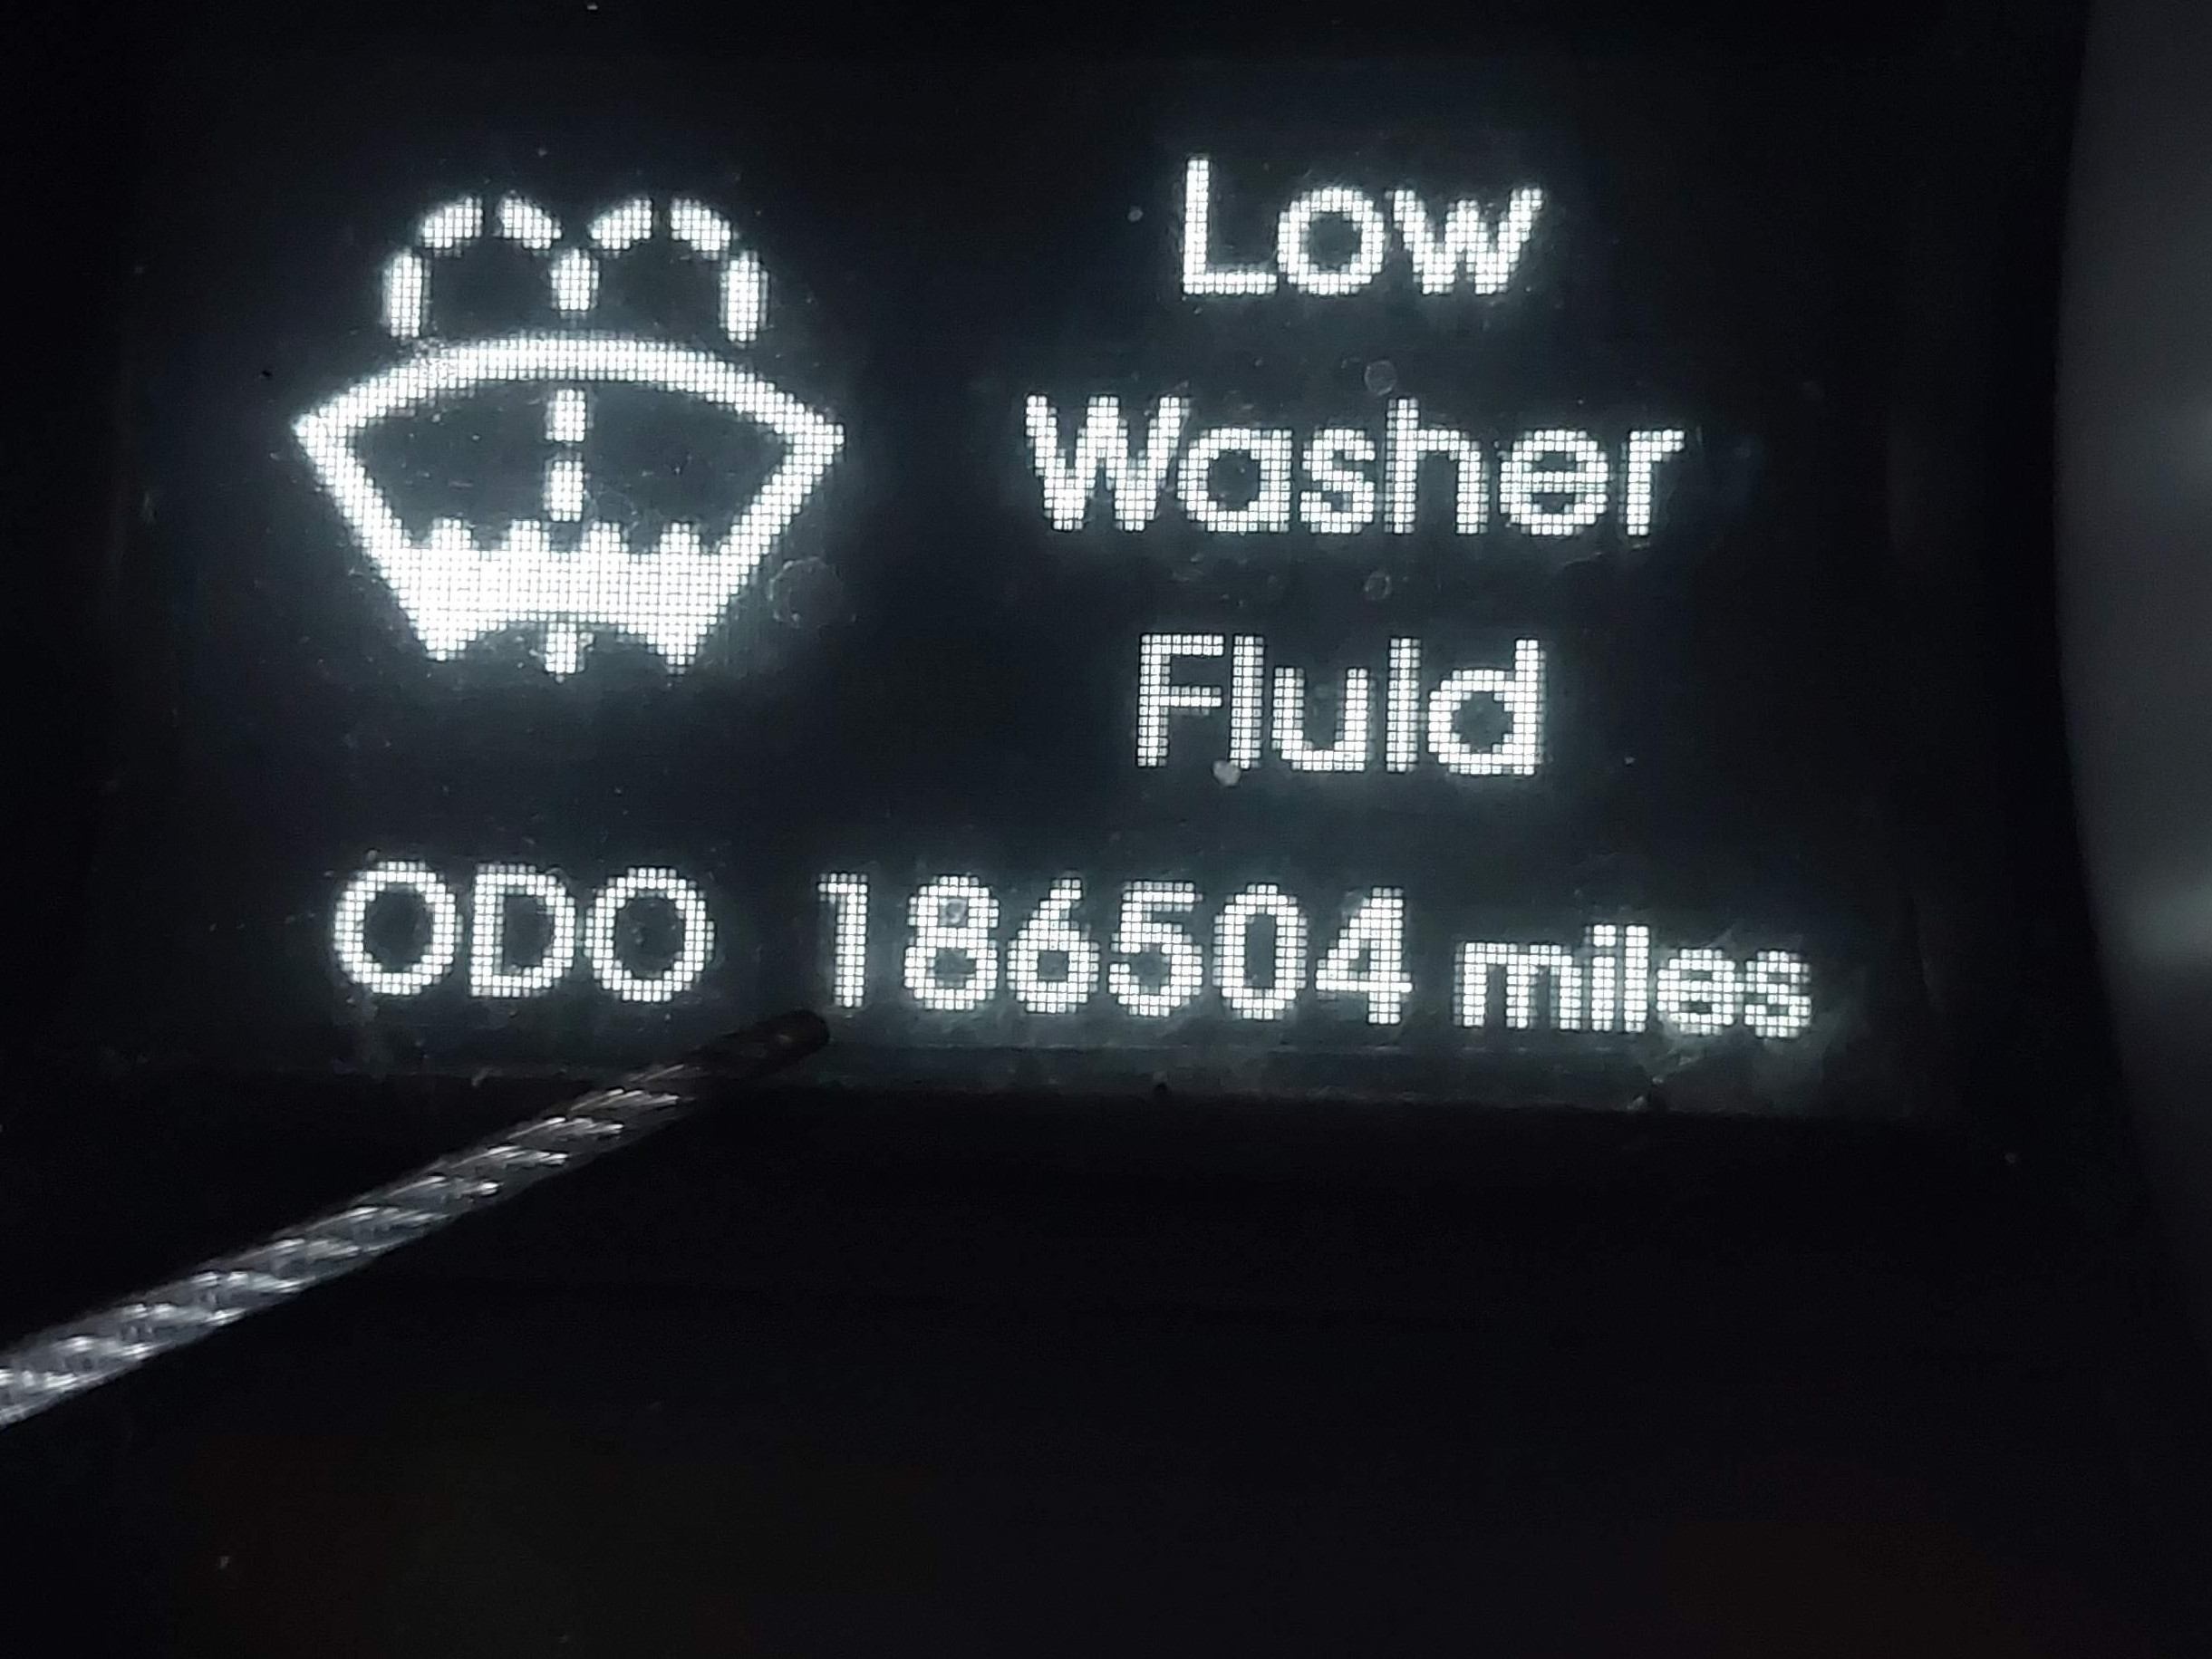 Low
Washer
Fluid
ODO 186504 miles